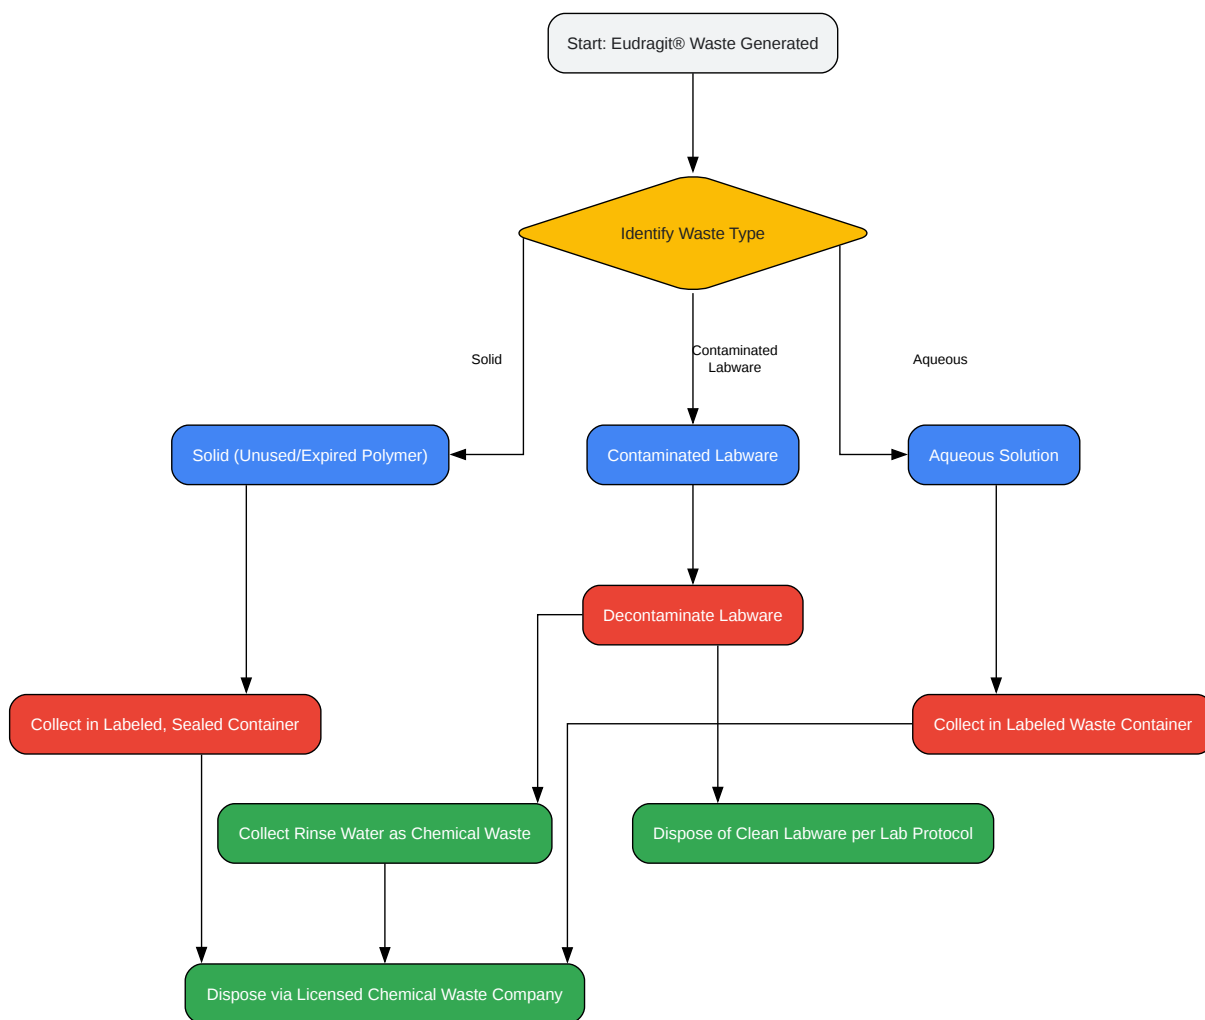 Start: Eudragit® Waste Generated
Identify Waste Type
Solid
Contaminated
Labware
Aqueous
Solid (Unused/Expired Polymer)
Contaminated Labware
Aqueous Solution
Decontaminate Labware
Collect in Labeled, Sealed Container
Collect in Labeled Waste Container
Collect Rinse Water as Chemical Waste
Dispose of Clean Labware per Lab Protocol
Dispose via Licensed Chemical Waste Company